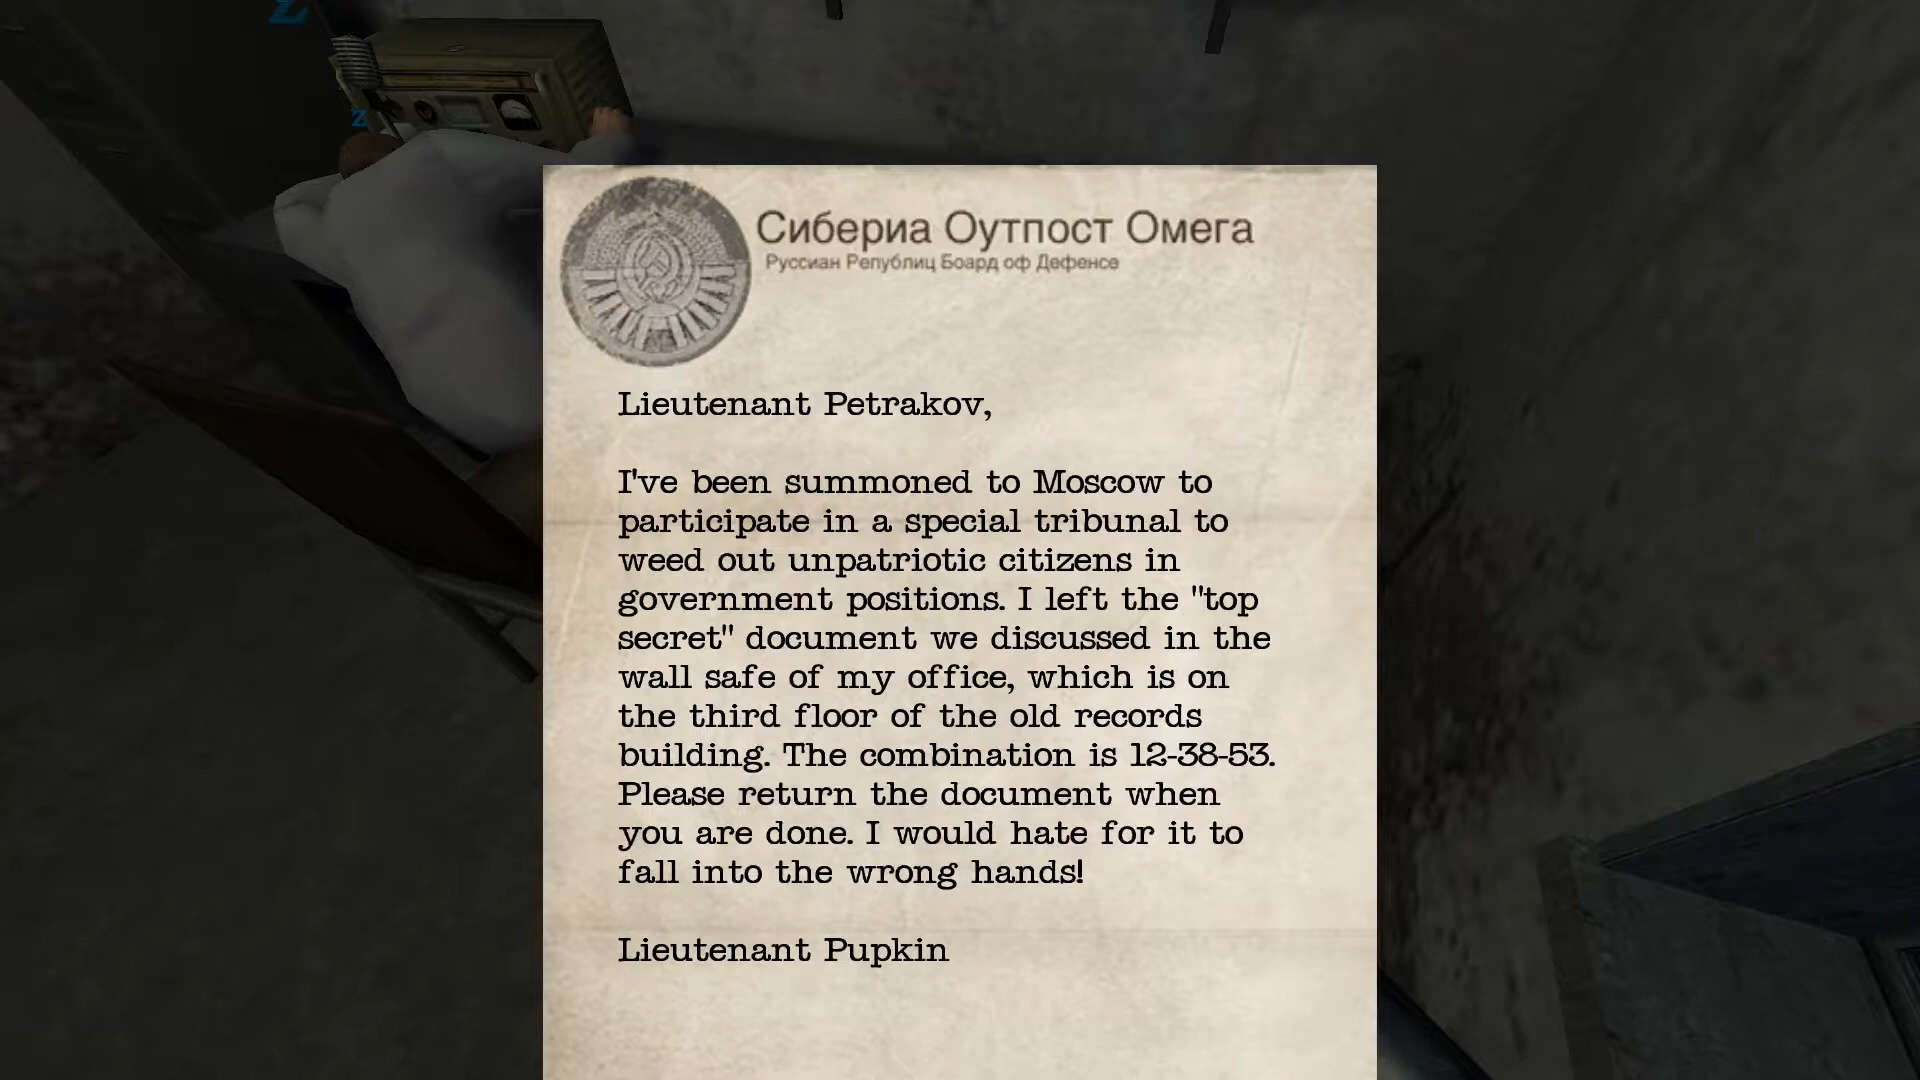 Z
z
Сибериа Оутпост Омега
Руссиан Републиц Боард оф Дефенсе
Lieutenant Petrakov,
I've been summoned to Moscow to
participate in a special tribunal to
weed out unpatriotic citizens in
government positions. I left the "top
secret" document we discussed in the
wall safe of my office, which is on
the third floor of the old records
building. The combination is 12-38-53.
Please return the document when
you are done. I would hate for it to
fall into the wrong hands!
Lieutenant Pupkin